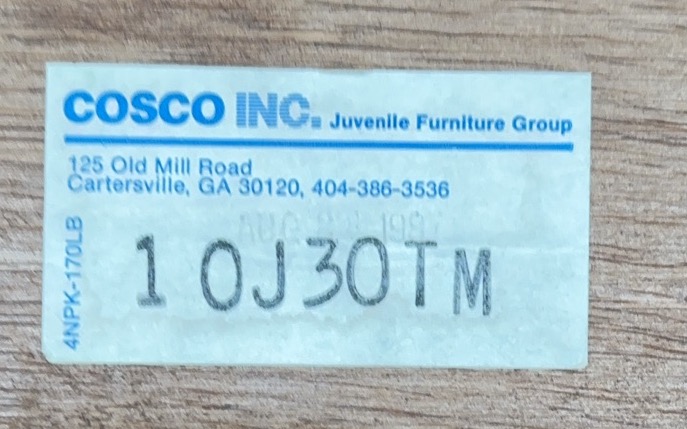 COSCO INC. Juvenile Furniture Group
125 Old Mill Road
Cartersville, GA 30120, 404-386-3536
4NPK-170LB
1 0J30TM